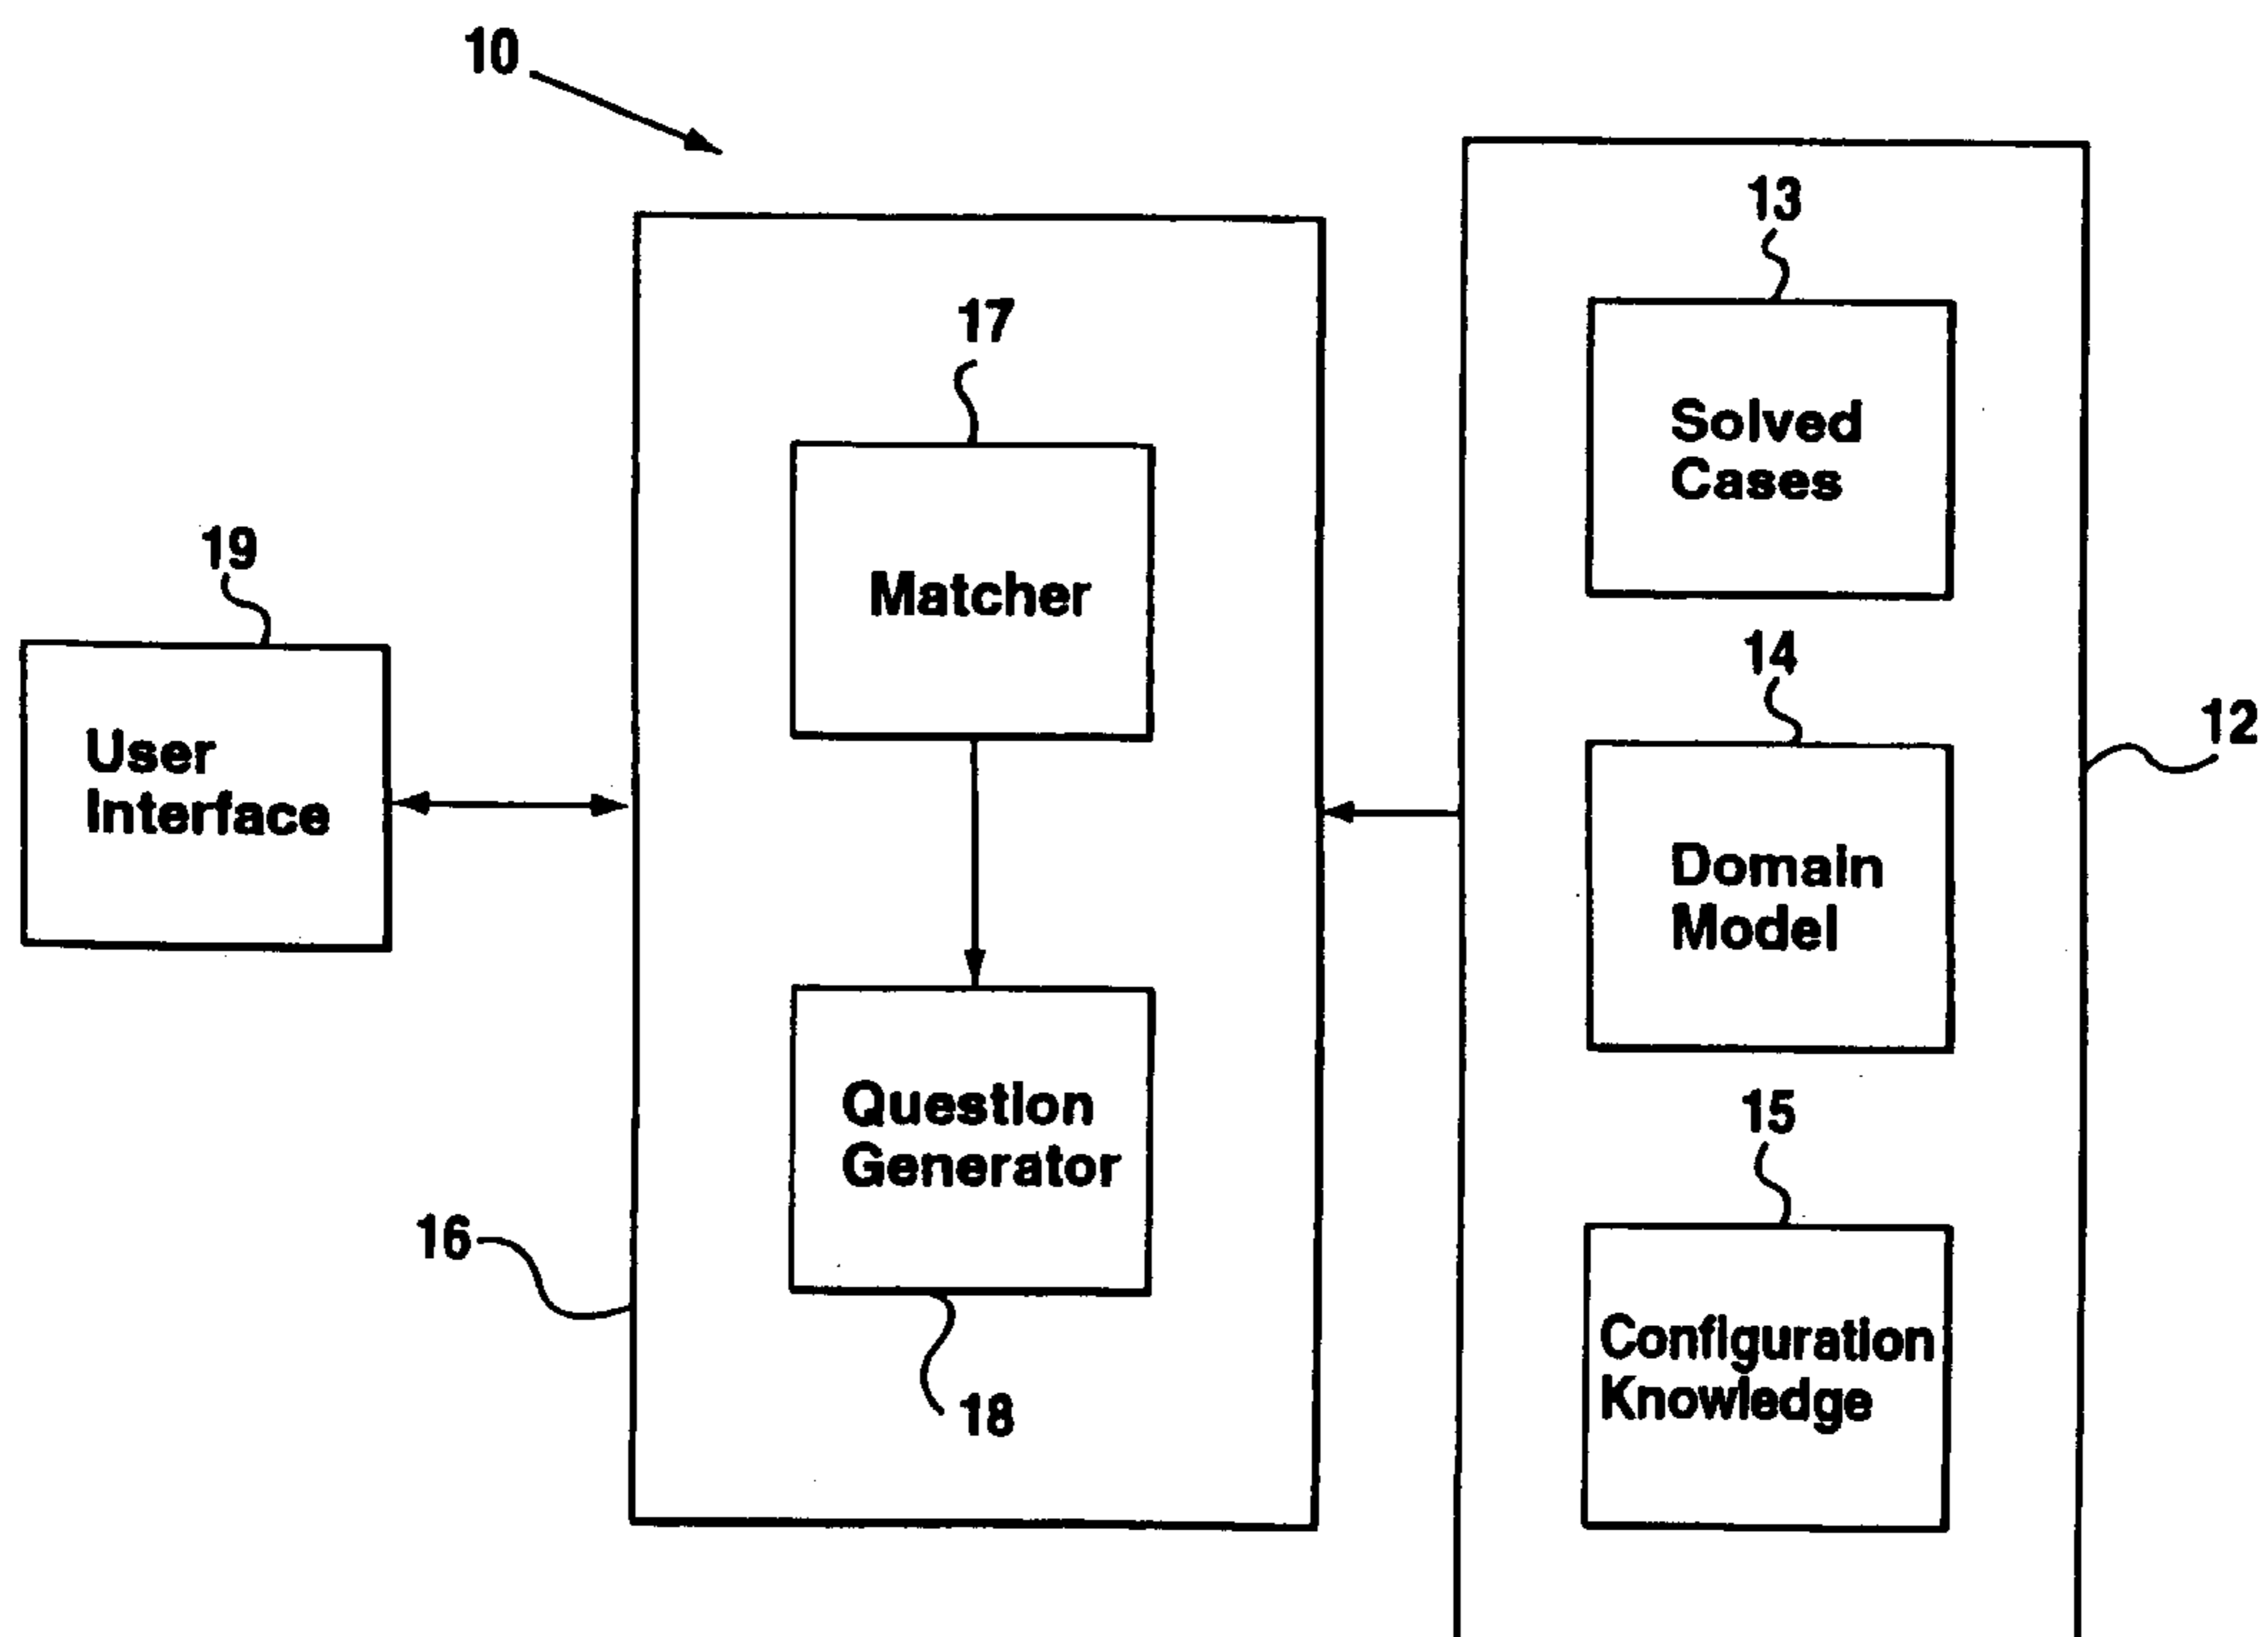 10
13
17
Solved
Cases
19
Matcher
14
12
User
Interface
Domain
Model
Question
Generator
15
16
Configuration
Knowledge
18